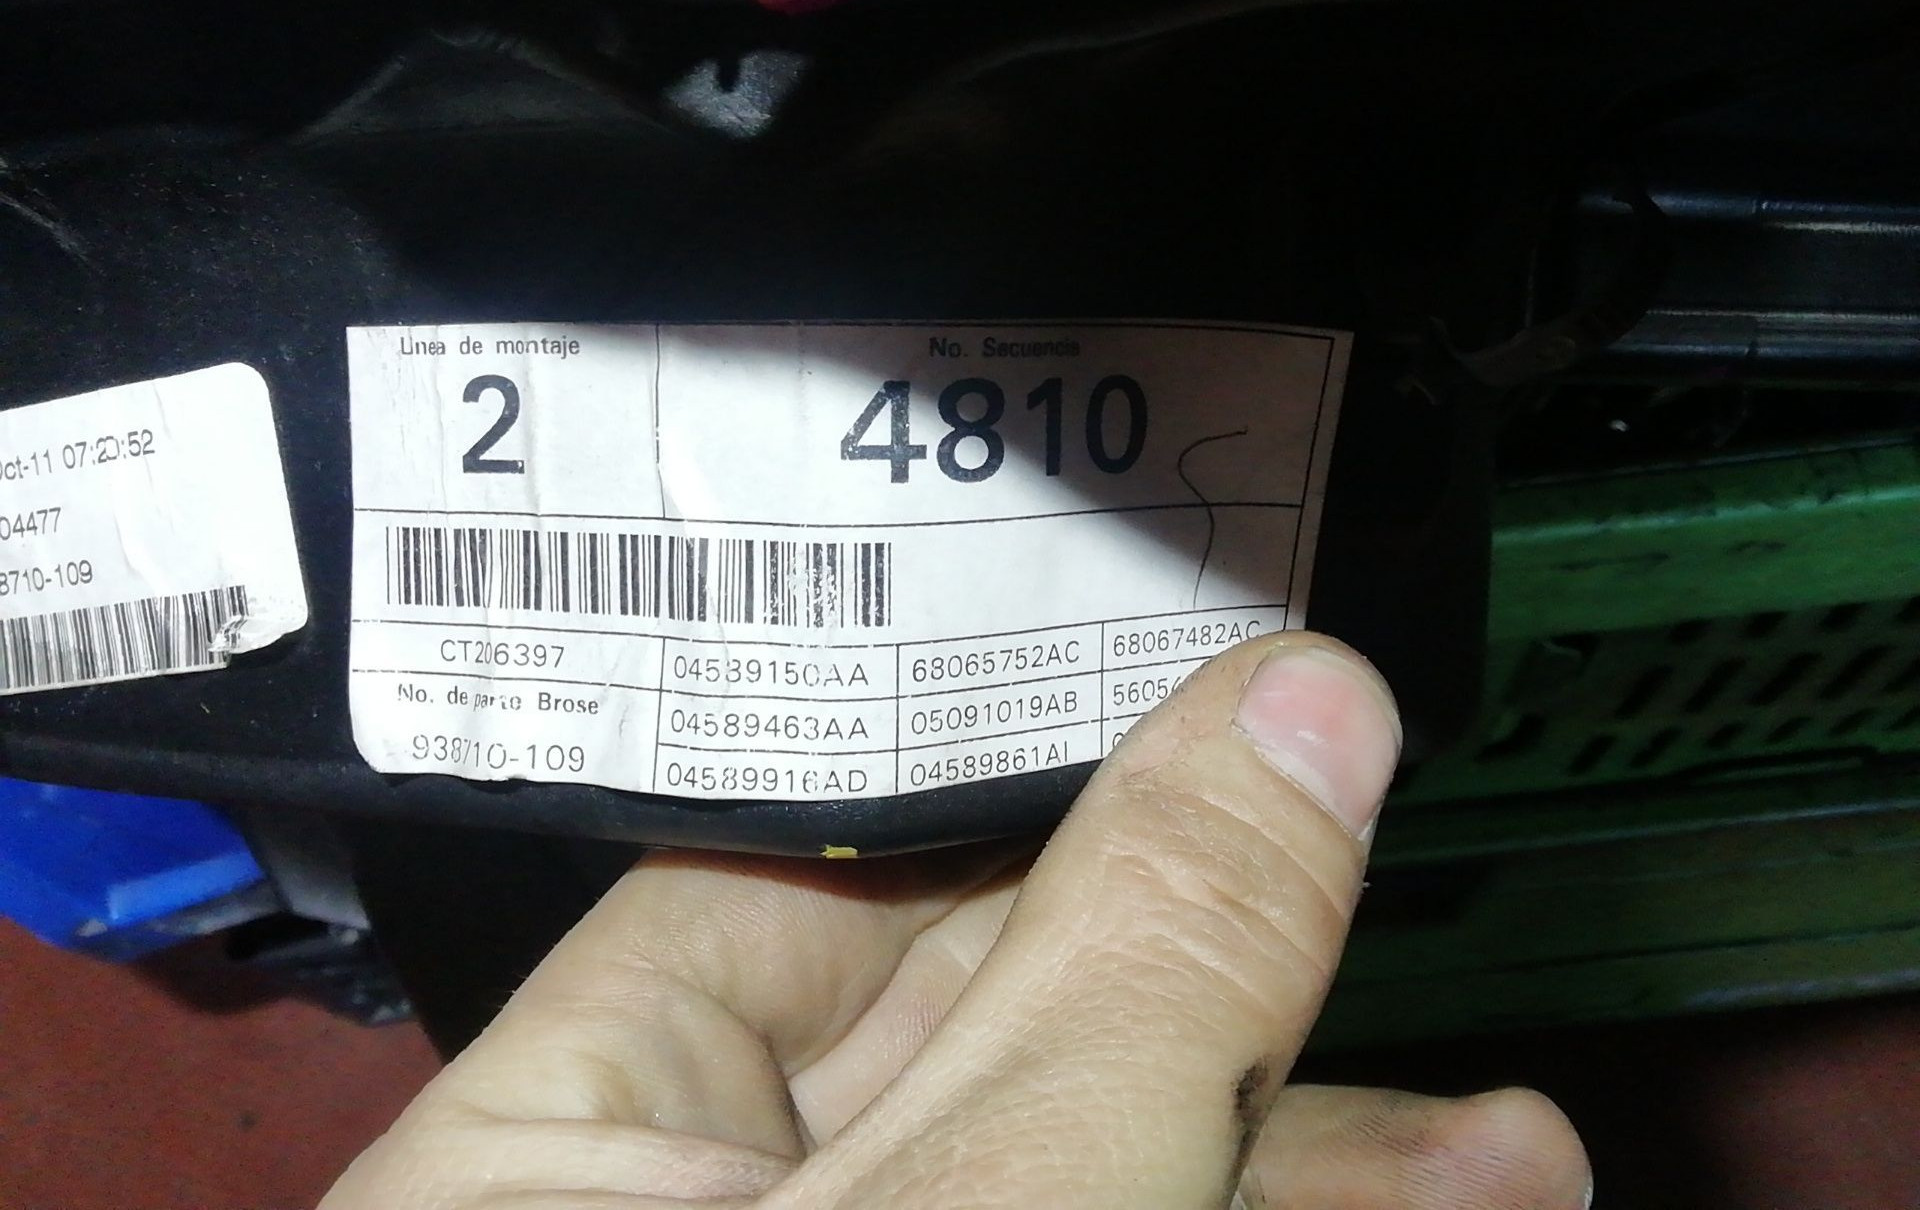 Oct-11 07:20:52
04477
8710-109
Linea de montaje
No. Secuencia
2
4810
CT206397
04589150AA
68065752AC
68067482AC
No. de parte Brose
04589463AA
05091019AB
938710-109
04589916AD
04589861AI